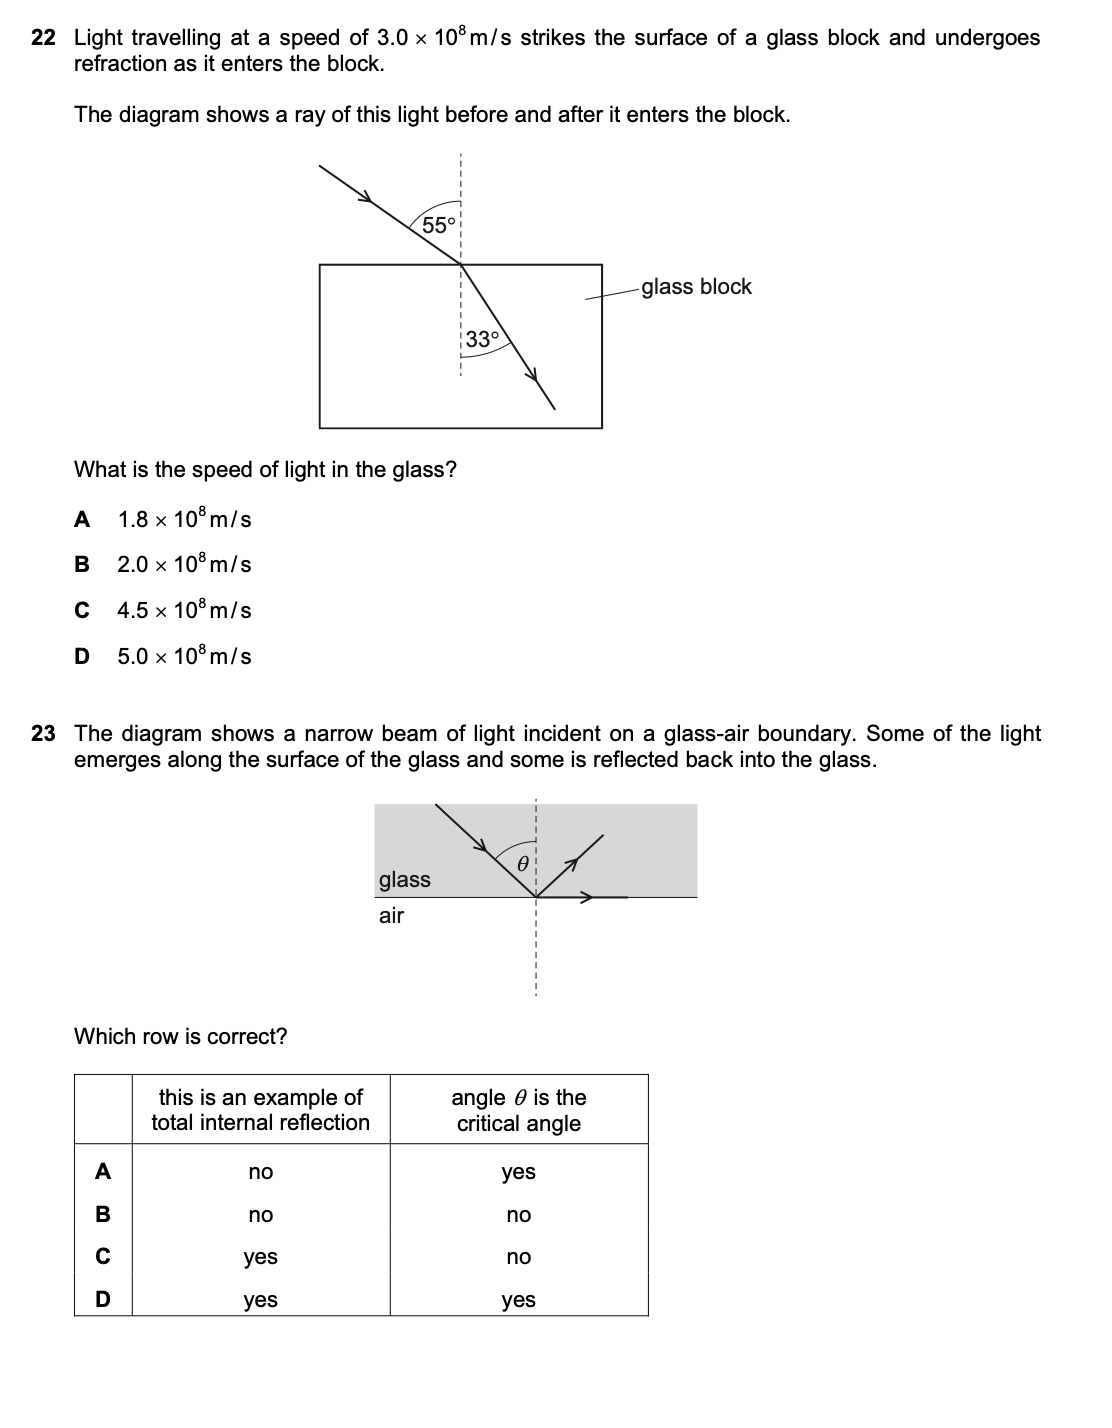 22 Light travelling at a speed of 3.0 × 10⁸ m/s strikes the surface of a glass block and undergoes
refraction as it enters the block.
The diagram shows a ray of this light before and after it enters the block.
55°
glass block
33°
What is the speed of light in the glass?
A 1.8 × 10⁸ m/s
B 2.0 × 10⁸ m/s
C 4.5 × 10⁸ m/s
D 5.0 × 10⁸ m/s
23 The diagram shows a narrow beam of light incident on a glass-air boundary. Some of the light
emerges along the surface of the glass and some is reflected back into the glass.
θ
glass
air
Which row is correct?
this is an example of
total internal reflection
angle θ is the
critical angle
A no yes
B no no
C yes no
D yes yes